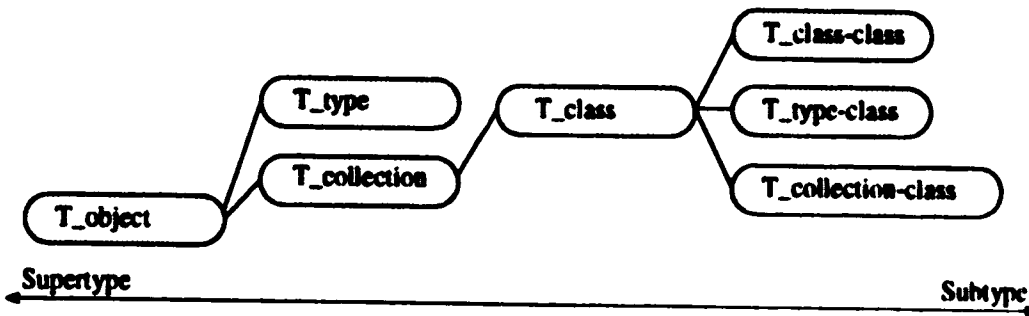 T_class-class
T_type
T_class
T_type-class
T_collection
T_collection-class
T_object
Supertype
Subtype